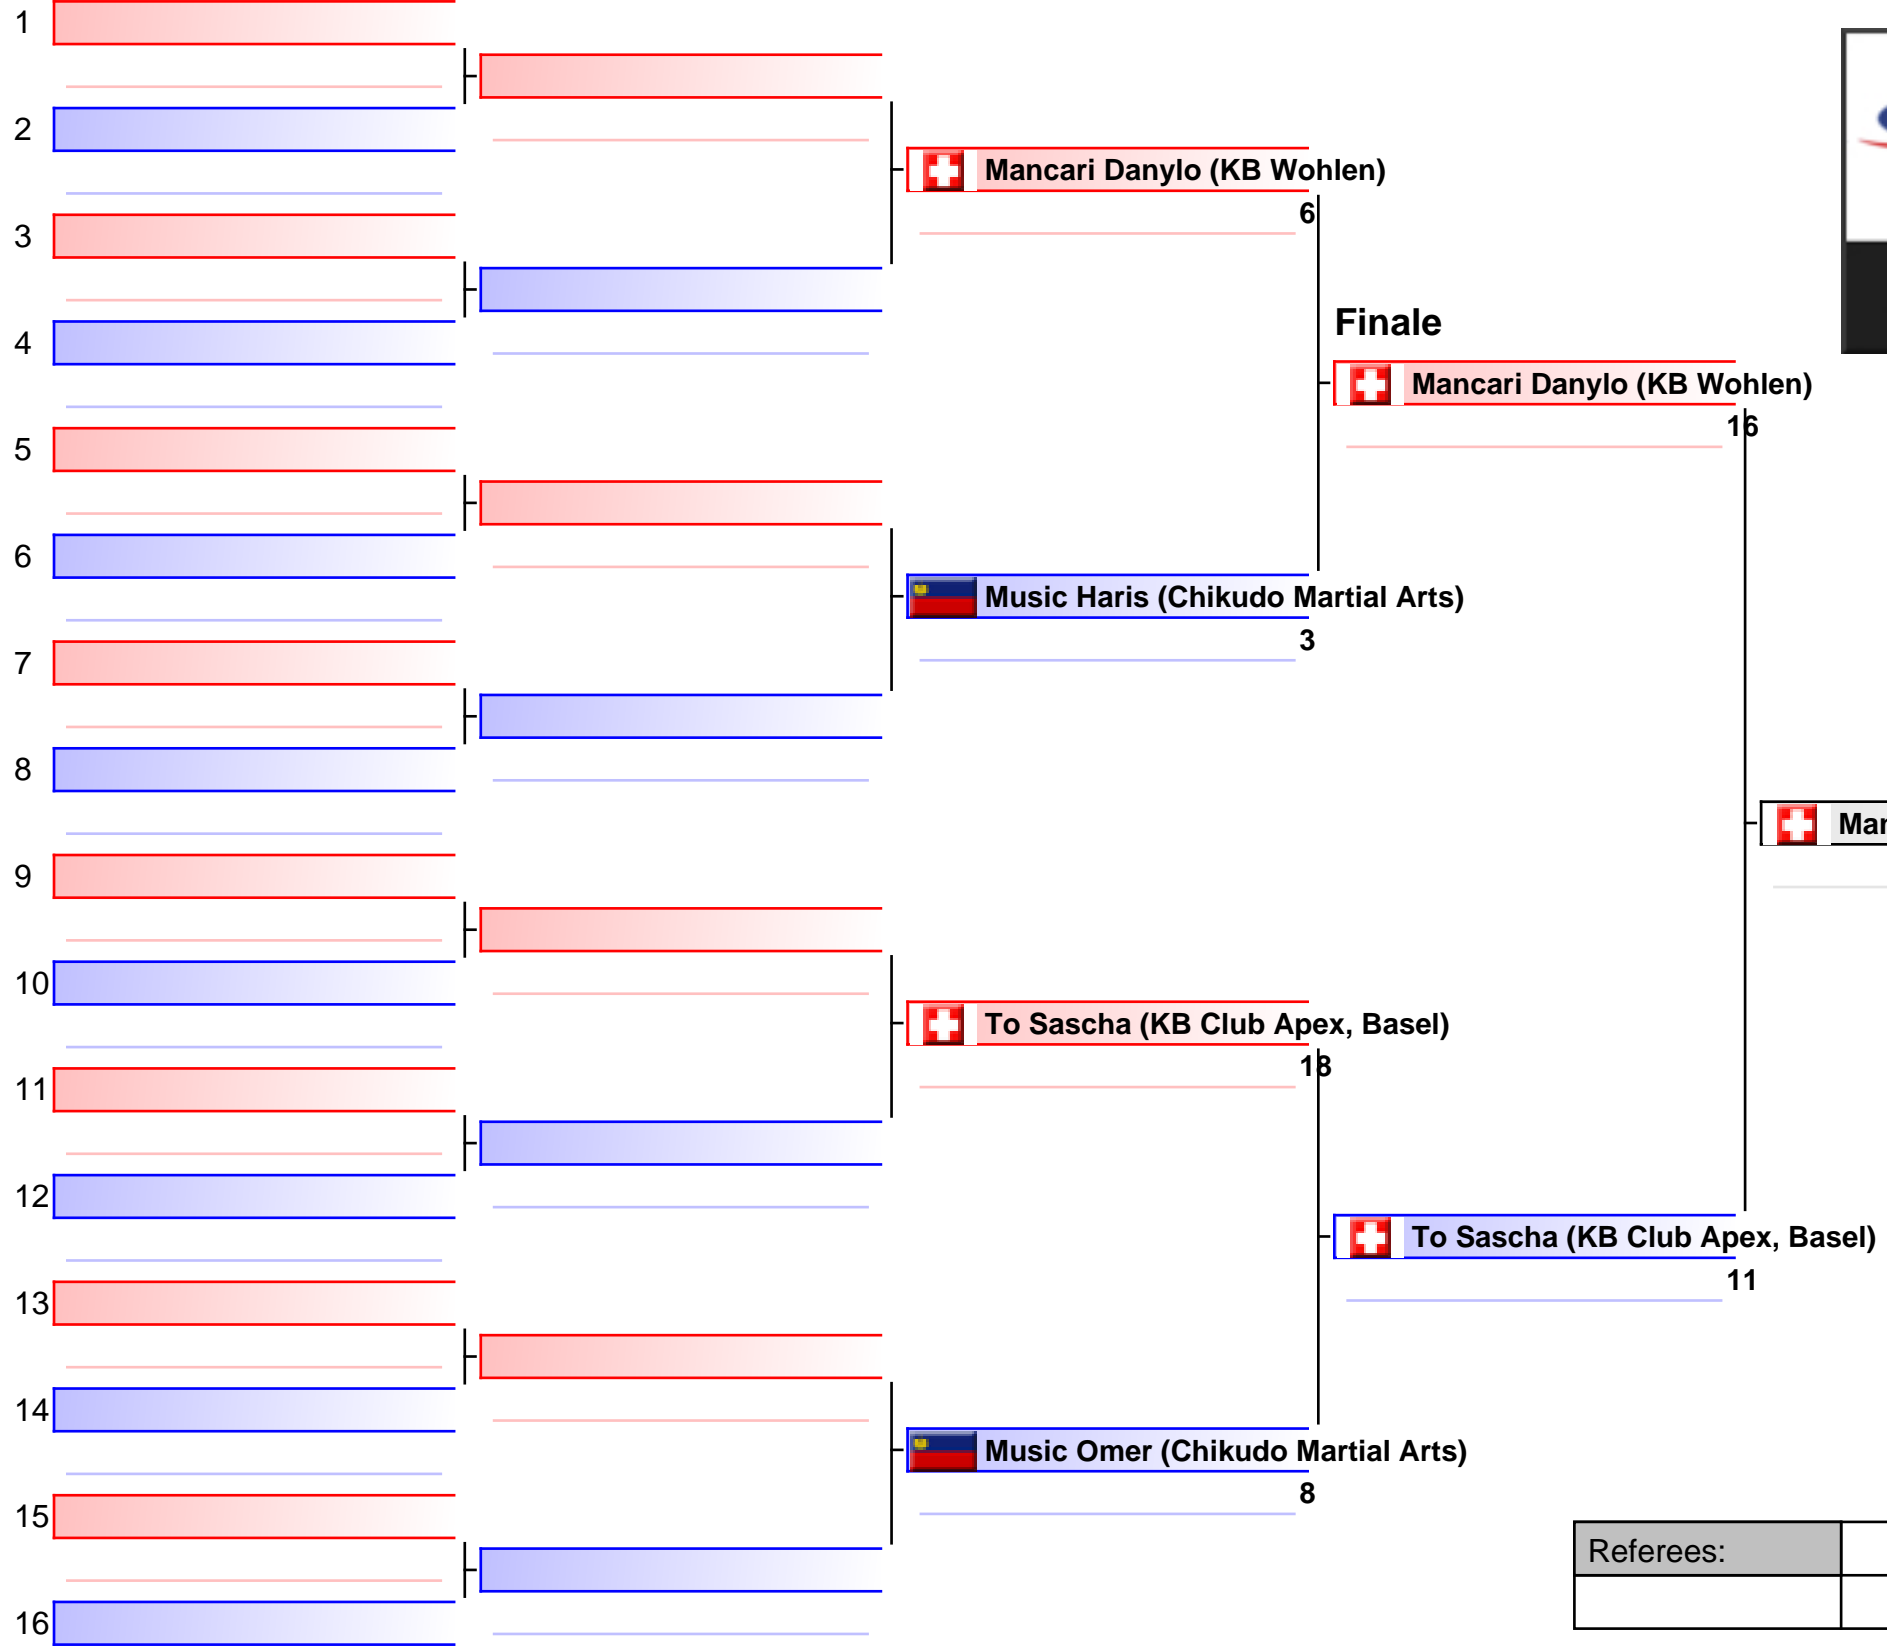 1
2
Mancari Danylo (KB Wohlen)
6
3
Finale
4
Mancari Danylo (KB Wohlen)
16
5
6
Music Haris (Chikudo Martial Arts)
3
7
8
9
10
To Sascha (KB Club Apex, Basel)
18
11
12
To Sascha (KB Club Apex, Basel)
11
13
14
Music Omer (Chikudo Martial Arts)
8
15
Referees:
16